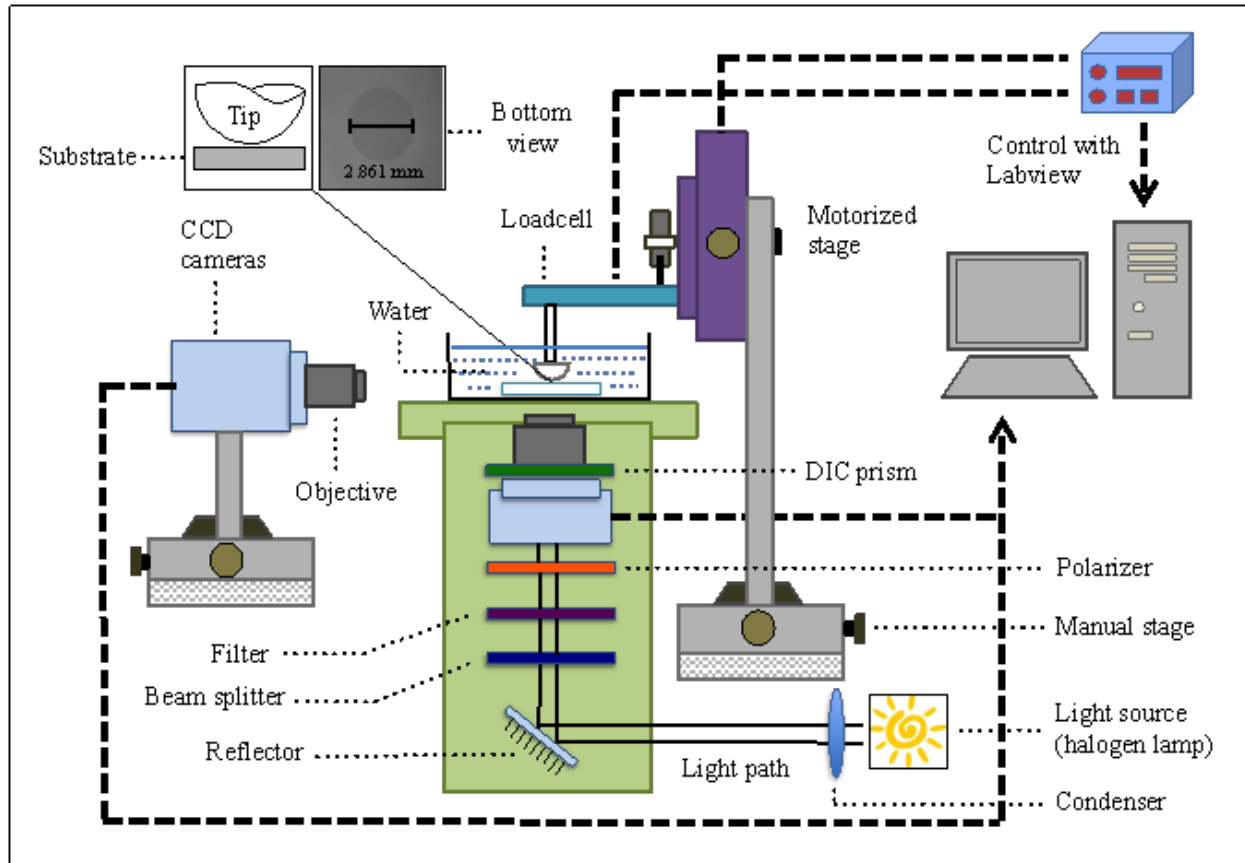 Tip
Substrate
2.861 mm
Bottom
view
Control with
Labview
CCD
cameras
Loadcell
Motorized
stage
Water
Objective
DIC prism
Polarizer
Manual stage
Filter
Beam splitter
Reflector
Light path
Light source
(halogen lamp)
Condenser